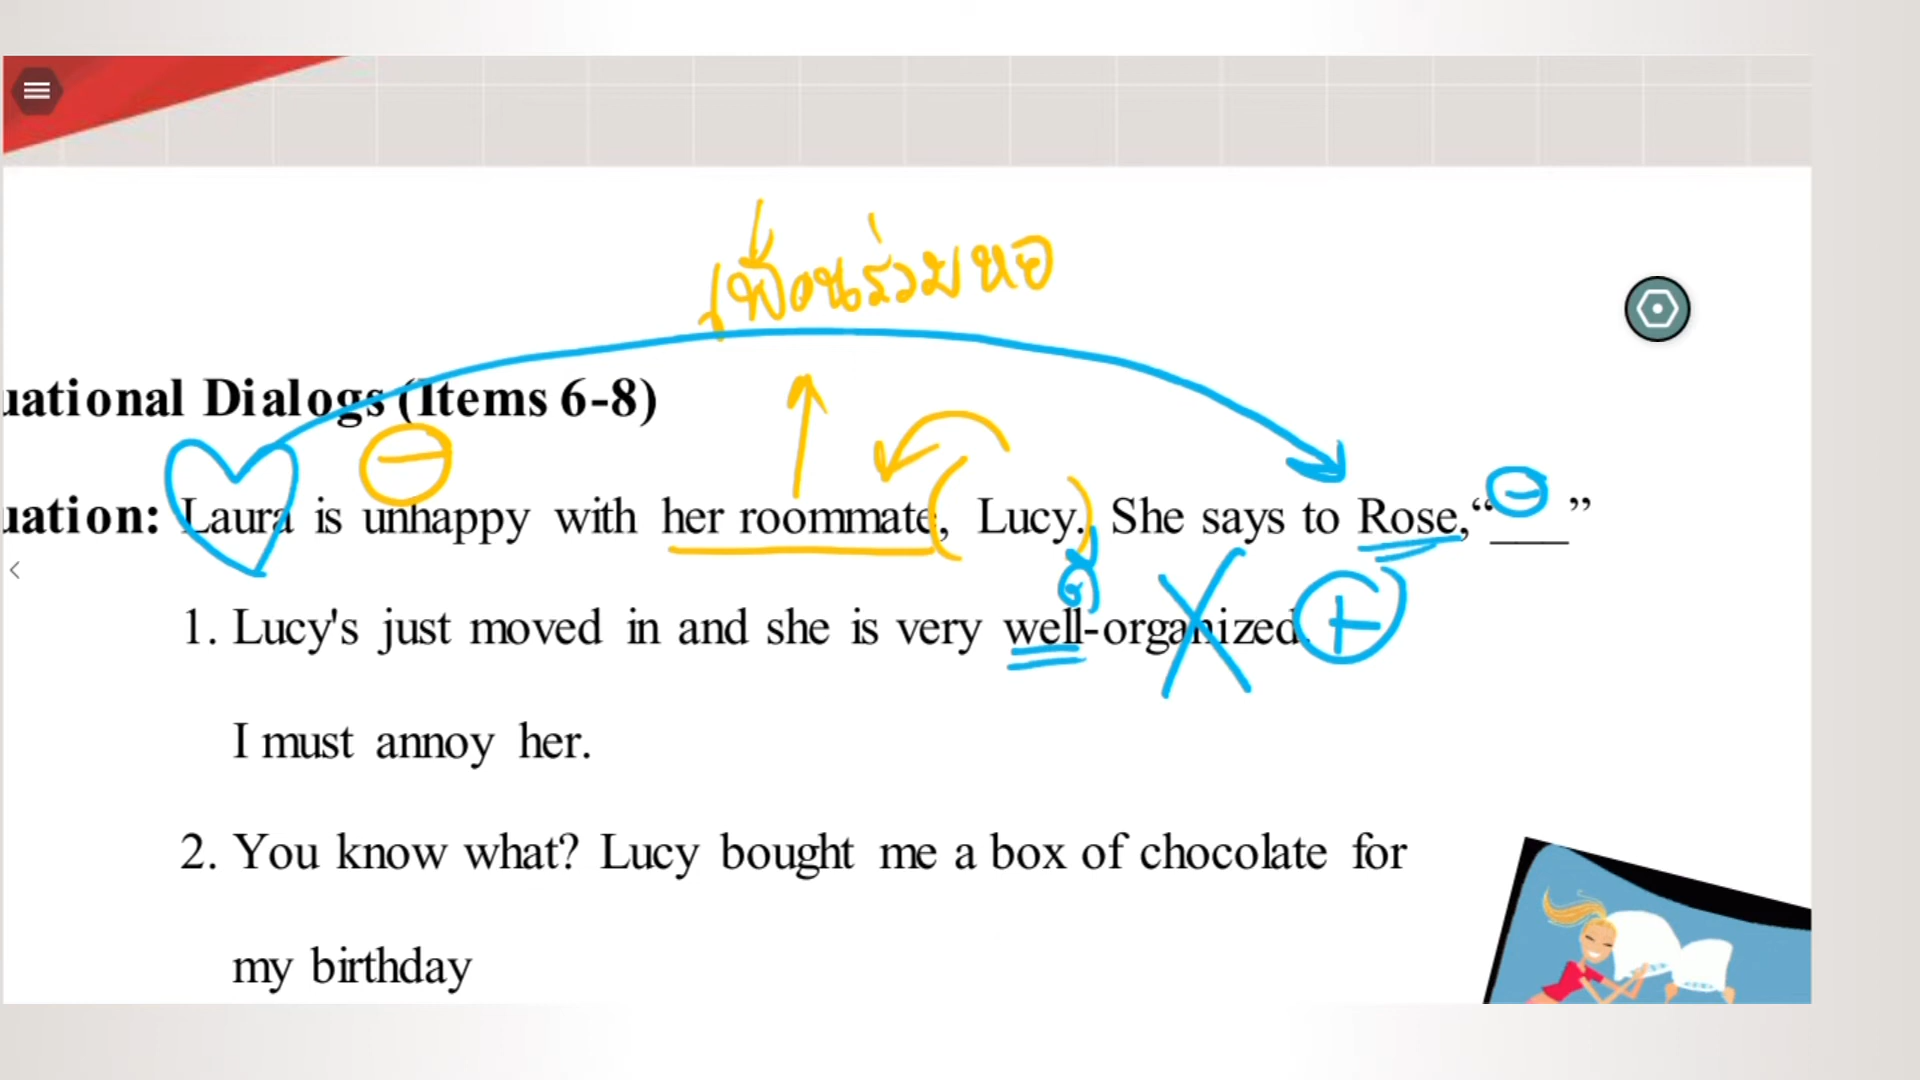 เพื่อนร่วมหอ
uational Dialogs (Items 6-8)
uation: Laura is unhappy with her roommate, Lucy. She says to Rose,“___”
ดี
1. Lucy's just moved in and she is very well-organized.
I must annoy her.
2. You know what? Lucy bought me a box of chocolate for
my birthday